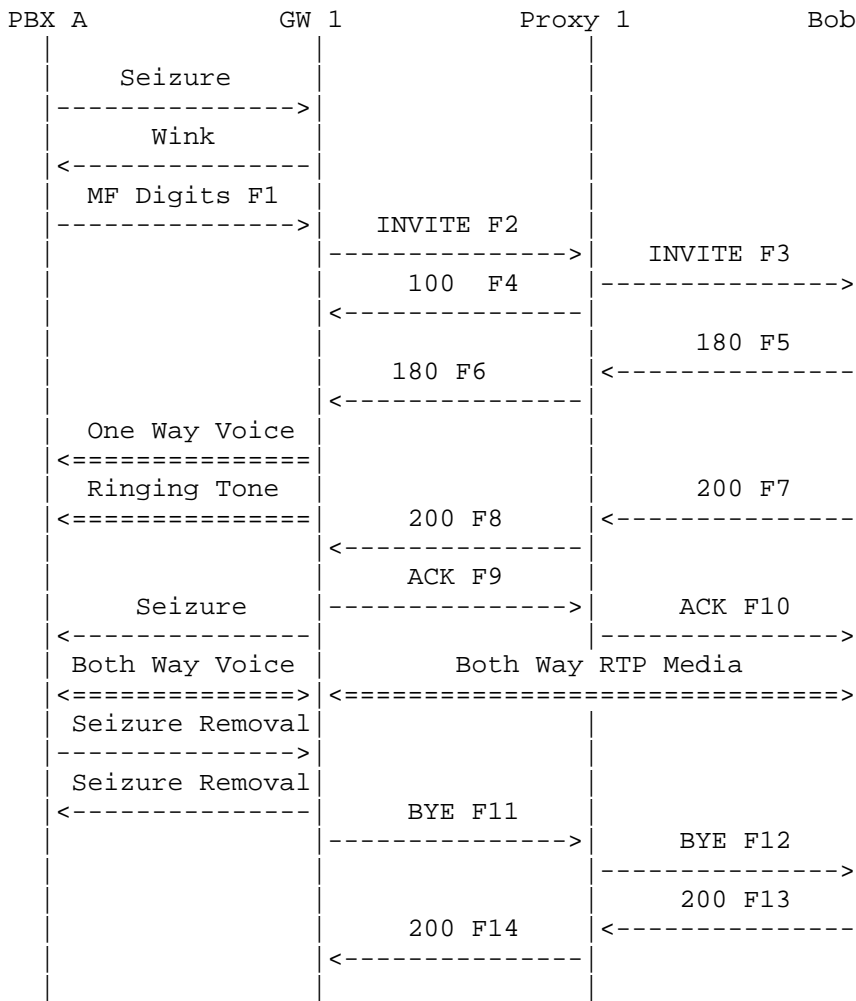 PBX A                GW 1               Proxy 1               Bob
Seizure
Wink
MF Digits F1
INVITE F2
INVITE F3
100  F4
180 F5
180 F6
One Way Voice
Ringing Tone                200 F7
200 F8
ACK F9
Seizure                ACK F10
Both Way Voice          Both Way RTP Media
Seizure Removal
Seizure Removal
BYE F11
BYE F12
200 F13
200 F14